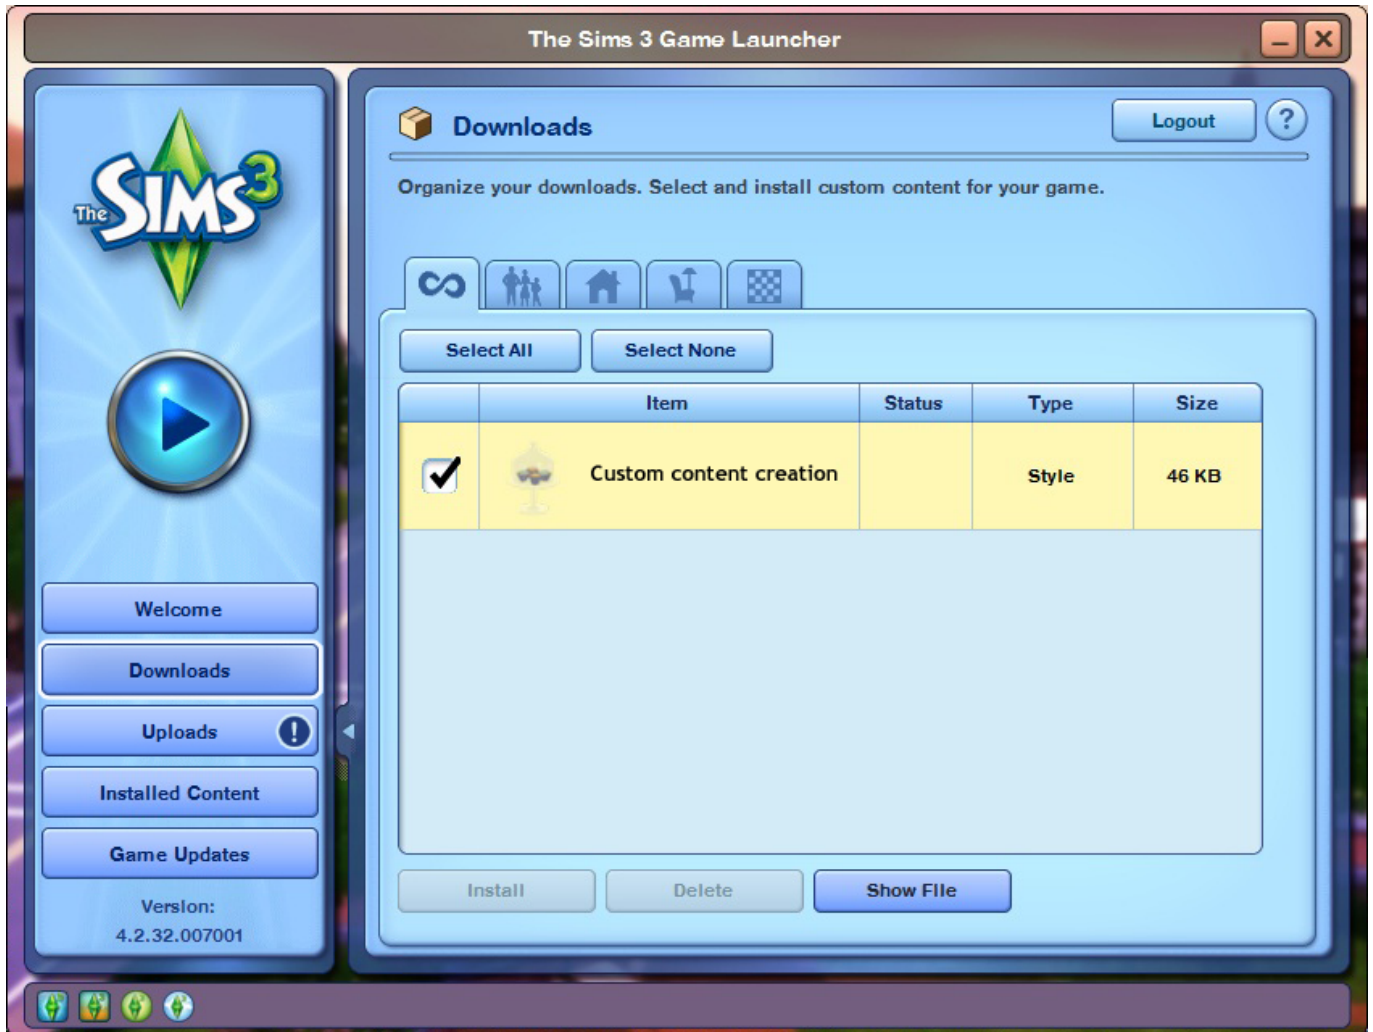 The Sims 3 Game Launcher
The SIMS 3
Downloads
Logout
?
Organize your downloads. Select and install custom content for your game.
Select All
Select None
Item
Status
Type
Size
Custom content creation
Style
46 KB
Welcome
Downloads
Uploads
!
Installed Content
Game Updates
Version:
4.2.32.007001
Install
Delete
Show File